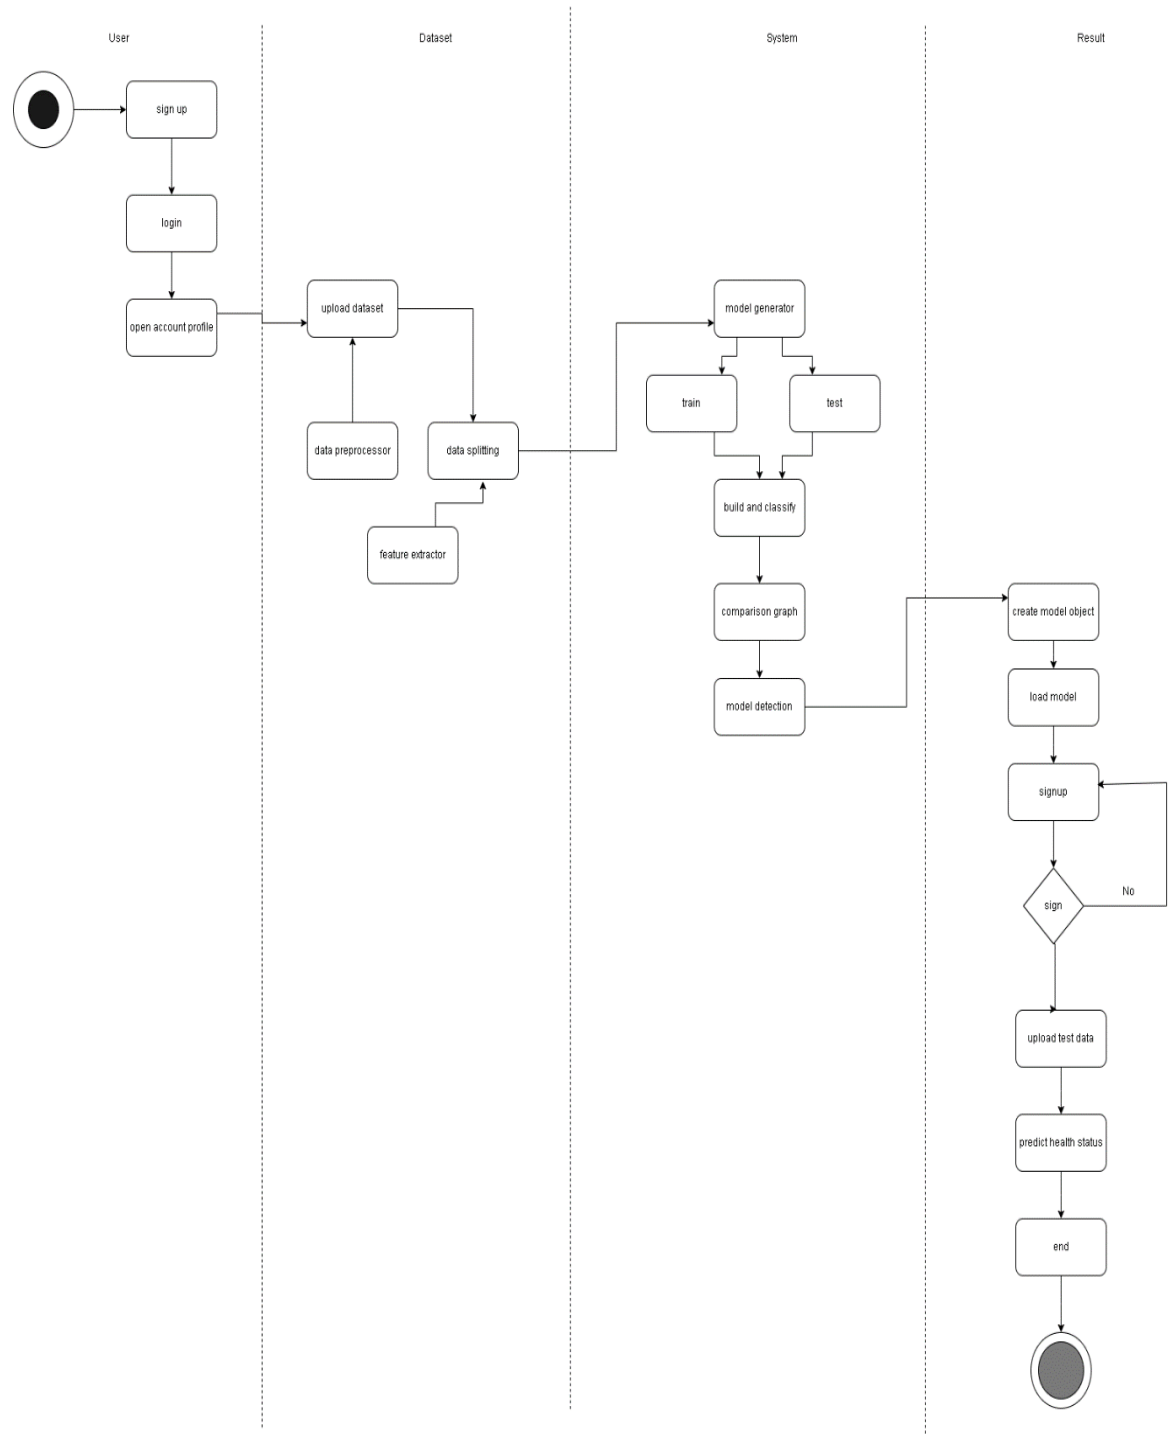 User
Dataset
System
Result
sign up
login
open account profile
upload dataset
data preprocessor
data splitting
feature extractor
model generator
train
test
build and classify
comparison graph
model detection
create model object
load model
signup
sign
No
upload test data
predict health status
end